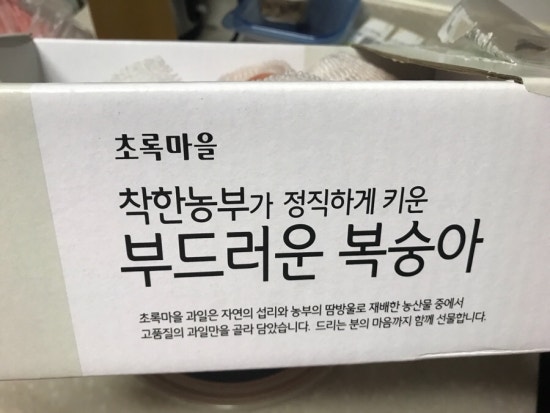 초록마을
착한농부가 정직하게 키운
부드러운 복숭아
초록마을 과일은 자연의 섭리와 농부의 땀방울로 재배한 농산물 중에서
고품질의 과일만을 골라 담았습니다. 드리는 분의 마음까지 함께 선물합니다.